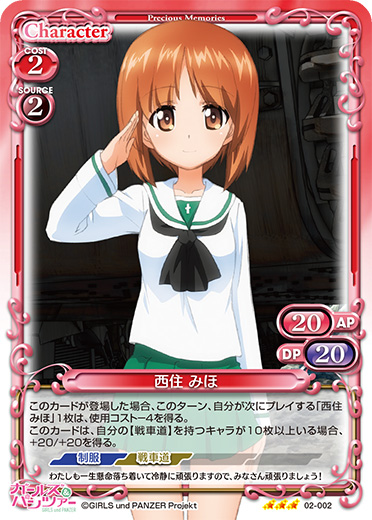 Precious Memories
Character
COST
2
SOURCE
2
20 AP
DP 20
西住 みほ
このカードが登場した場合、このターン、自分が次にプレイする「西住
みほ」1枚は、使用コスト－4を得る。
このカードは、自分の【戦車道】を持つキャラが10枚以上いる場合、
+20/+20を得る。
制服 戦車道
わたしも一生懸命落ち着いて冷静に頑張りますので、みなさん頑張りましょう！
ガールズ&パンツァー
GIRLS und PANZER
©GIRLS und PANZER Projekt
02-002